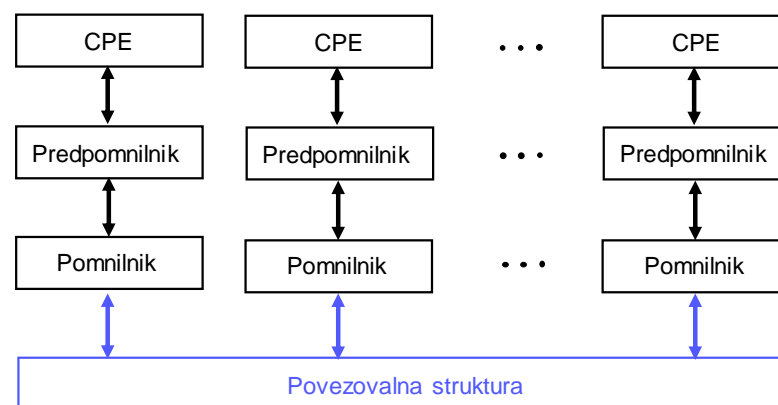 CPE CPE ... CPE
Predpomnilnik Predpomnilnik ... Predpomnilnik
Pomnilnik Pomnilnik ... Pomnilnik
Povezovalna struktura